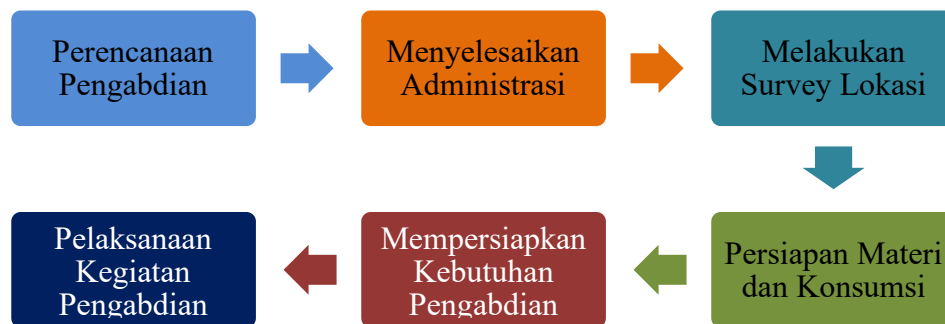 Perencanaan
Pengabdian
Menyelesaikan
Administrasi
Melakukan
Survey Lokasi
Persiapan Materi
dan Konsumsi
Mempersiapkan
Kebutuhan
Pengabdian
Pelaksanaan
Kegiatan
Pengabdian